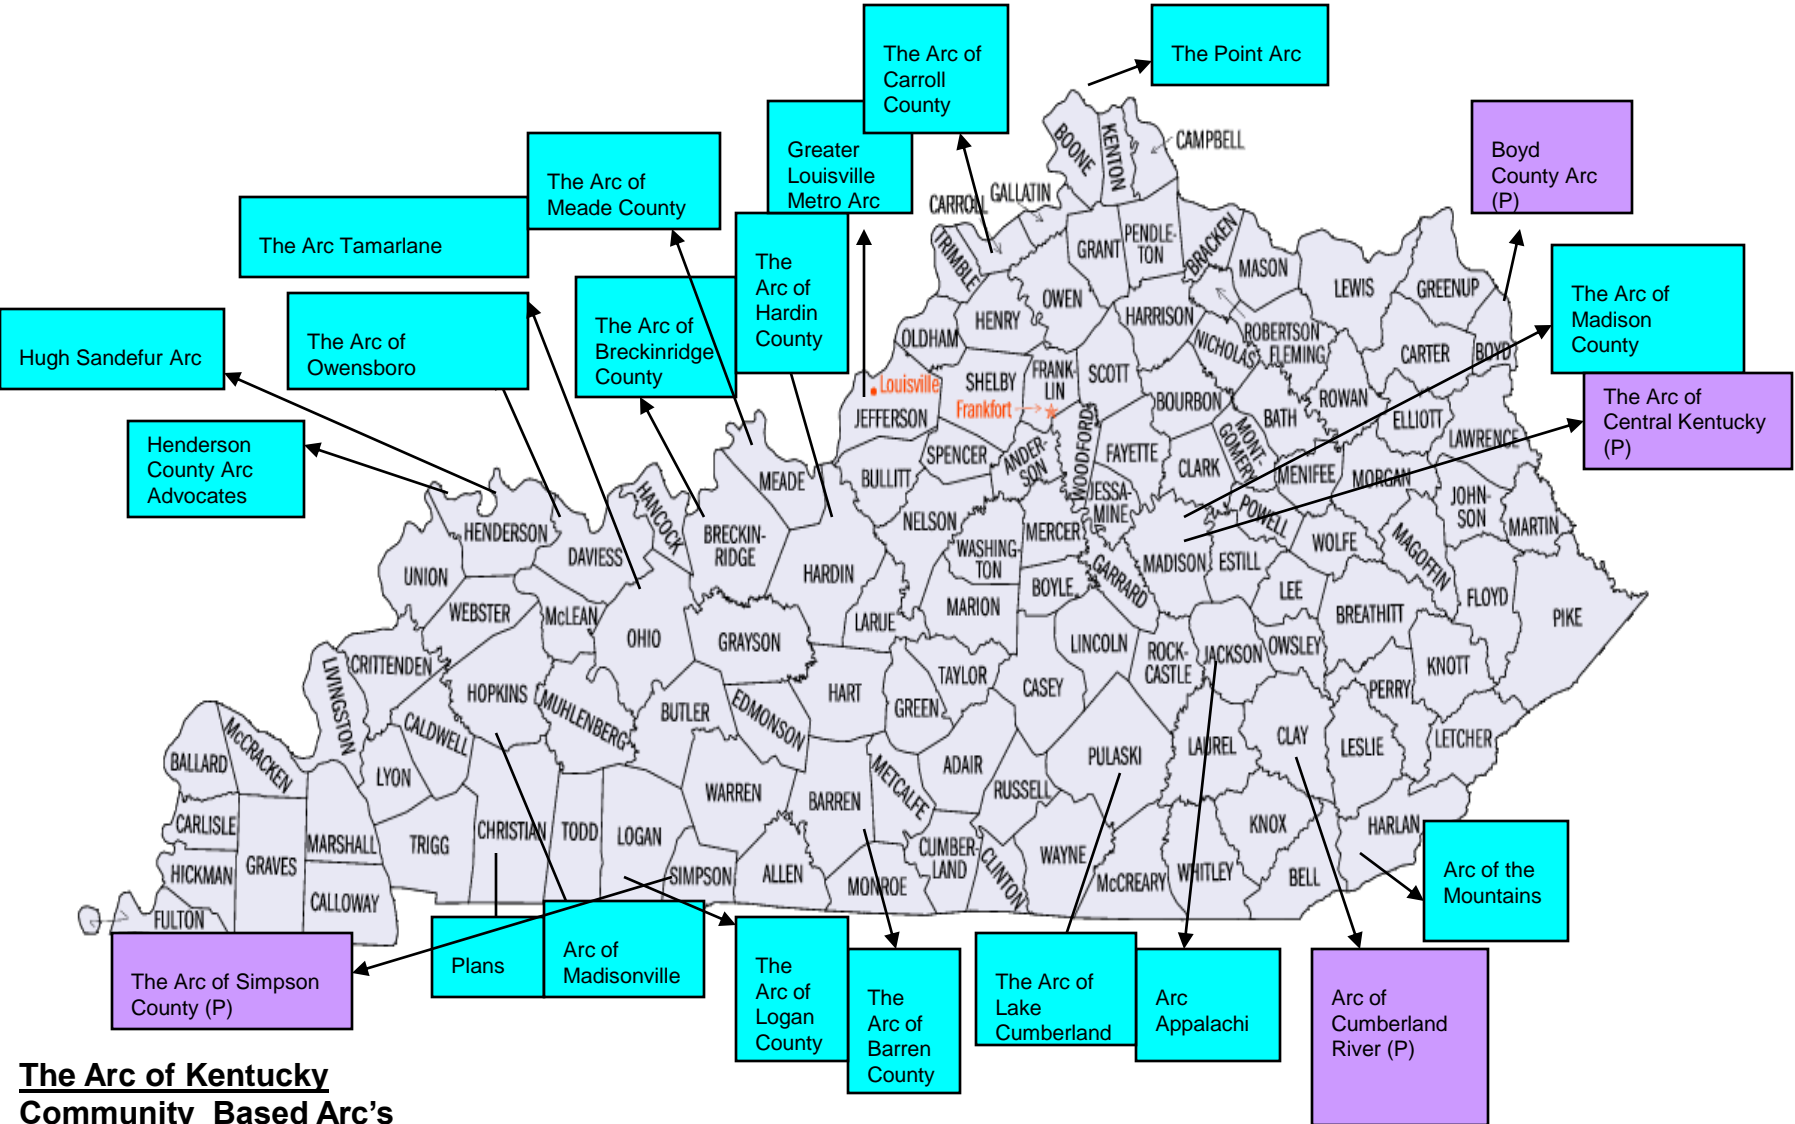 The Arc of
Carroll
County
The Point Arc
Greater
Louisville
Metro Arc
Boyd
County Arc
(P)
The Arc of
Meade County
The Arc Tamarlane
The
Arc of
Hardin
County
The Arc of
Madison
County
Hugh Sandefur Arc
The Arc of
Owensboro
The Arc of
Breckinridge
County
The Arc of
Central Kentucky
(P)
Henderson
County Arc
Advocates
BOONE
KENTON
CAMPBELL
GALLATIN
CARROLL
TRIMBLE
GRANT
PENDLE-
TON
BRACKEN
MASON
LEWIS
GREENUP
OWEN
HENRY
HARRISON
ROBERTSON
OLDHAM
NICHOLAS
FLEMING
CARTER
BOYD
Louisville
SHELBY
FRANK-
LIN
SCOTT
Frankfort
JEFFERSON
BOURBON
BATH
ROWAN
ELLIOTT
LAWRENCE
SPENCER
ANDER-
SON
WOODFORD
FAYETTE
CLARK
MONT-
GOMERY
MENIFEE
MORGAN
MEADE
BULLITT
JESSA-
MINE
JOHN-
SON
MARTIN
HANCOCK
BRECKIN-
RIDGE
NELSON
WASHING-
TON
MERCER
POWELL
WOLFE
MAGOFFIN
HENDERSON
DAVIESS
UNION
HARDIN
BOYLE
GARRARD
MADISON
ESTILL
LEE
BREATHITT
FLOYD
PIKE
WEBSTER
McLEAN
OHIO
GRAYSON
LARUE
MARION
LINCOLN
ROCK-
CASTLE
JACKSON
OWSLEY
KNOTT
CRITTENDEN
LIVINGSTON
HOPKINS
MUHLENBERG
BUTLER
EDMONSON
HART
GREEN
TAYLOR
CASEY
PERRY
LETCHER
BALLARD
McCRACKEN
CALDWELL
LYON
WARREN
BARREN
METCALFE
ADAIR
RUSSELL
PULASKI
LAUREL
CLAY
LESLIE
CARLISLE
GRAVES
MARSHALL
TRIGG
CHRISTIAN
TODD
LOGAN
SIMPSON
ALLEN
MONROE
CUMBER-
LAND
CLINTON
WAYNE
McCREARY
WHITLEY
KNOX
BELL
HARLAN
HICKMAN
FULTON
CALLOWAY
Arc of the
Mountains
The Arc of Simpson
County (P)
Plans
Arc of
Madisonville
The
Arc of
Logan
County
The
Arc of
Barren
County
The Arc of
Lake
Cumberland
Arc
Appalachi
Arc of
Cumberland
River (P)
The Arc of Kentucky
Community Based Arc's